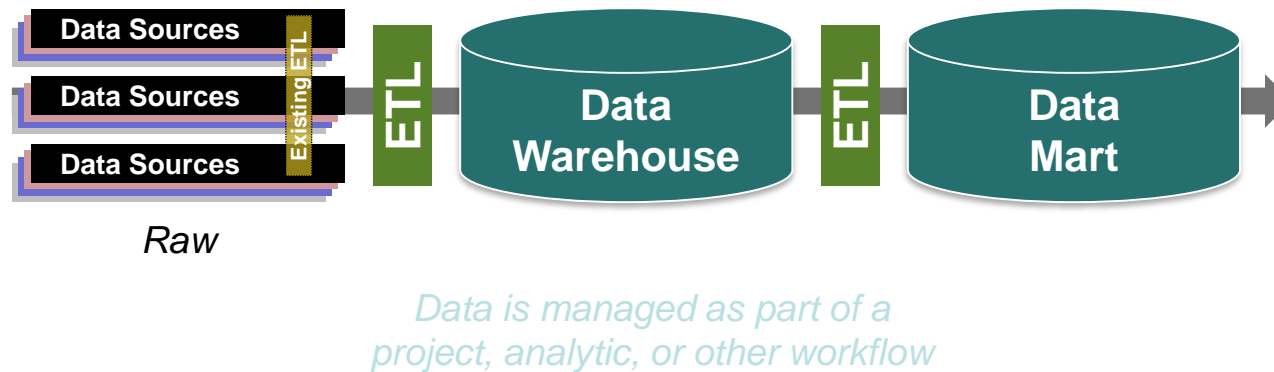 Data Sources
Data Sources
Data Sources
Existing ETL
ETL
Data
Warehouse
ETL
Data
Mart
Raw
Data is managed as part of a
project, analytic, or other workflow